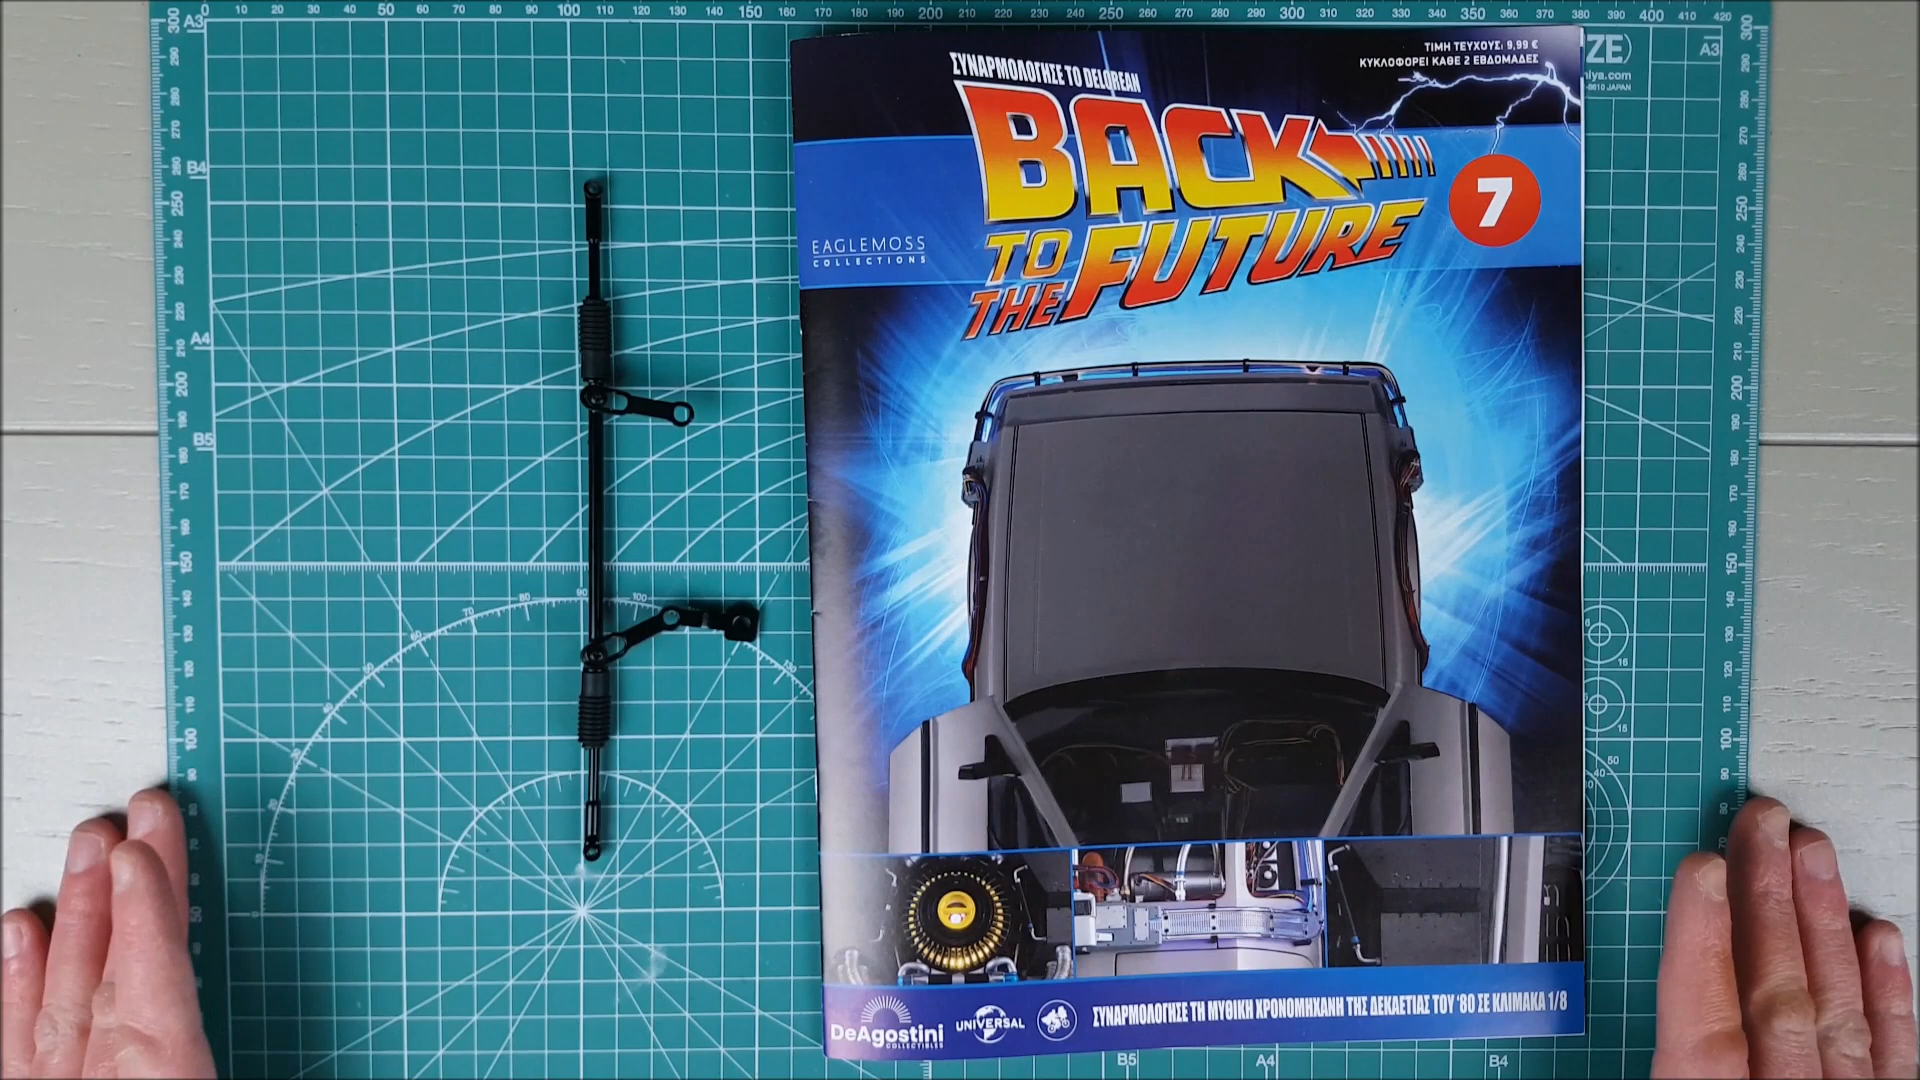 ΤΙΜΗ ΤΕΥΧΟΥΣ: 9,99 €
ΚΥΚΛΟΦΟΡΕΙ ΚΑΘΕ 2 ΕΒΔΟΜΑΔΕΣ
ΣΥΝΑΡΜΟΛΟΓΗΣΕ ΤΟ DELOREAN
BACK
TO
THE FUTURE
7
EAGLEMOSS
COLLECTIONS
DeAgostini
COLLECTIBLES
UNIVERSAL
ΣΥΝΑΡΜΟΛΟΓΗΣΕ ΤΗ ΜΥΘΙΚΗ ΧΡΟΝΟΜΗΧΑΝΗ ΤΗΣ ΔΕΚΑΕΤΙΑΣ ΤΟΥ '80 ΣΕ ΚΛΙΜΑΚΑ 1/8
A3
B4
A4
B5
A3
B5
A4
B4